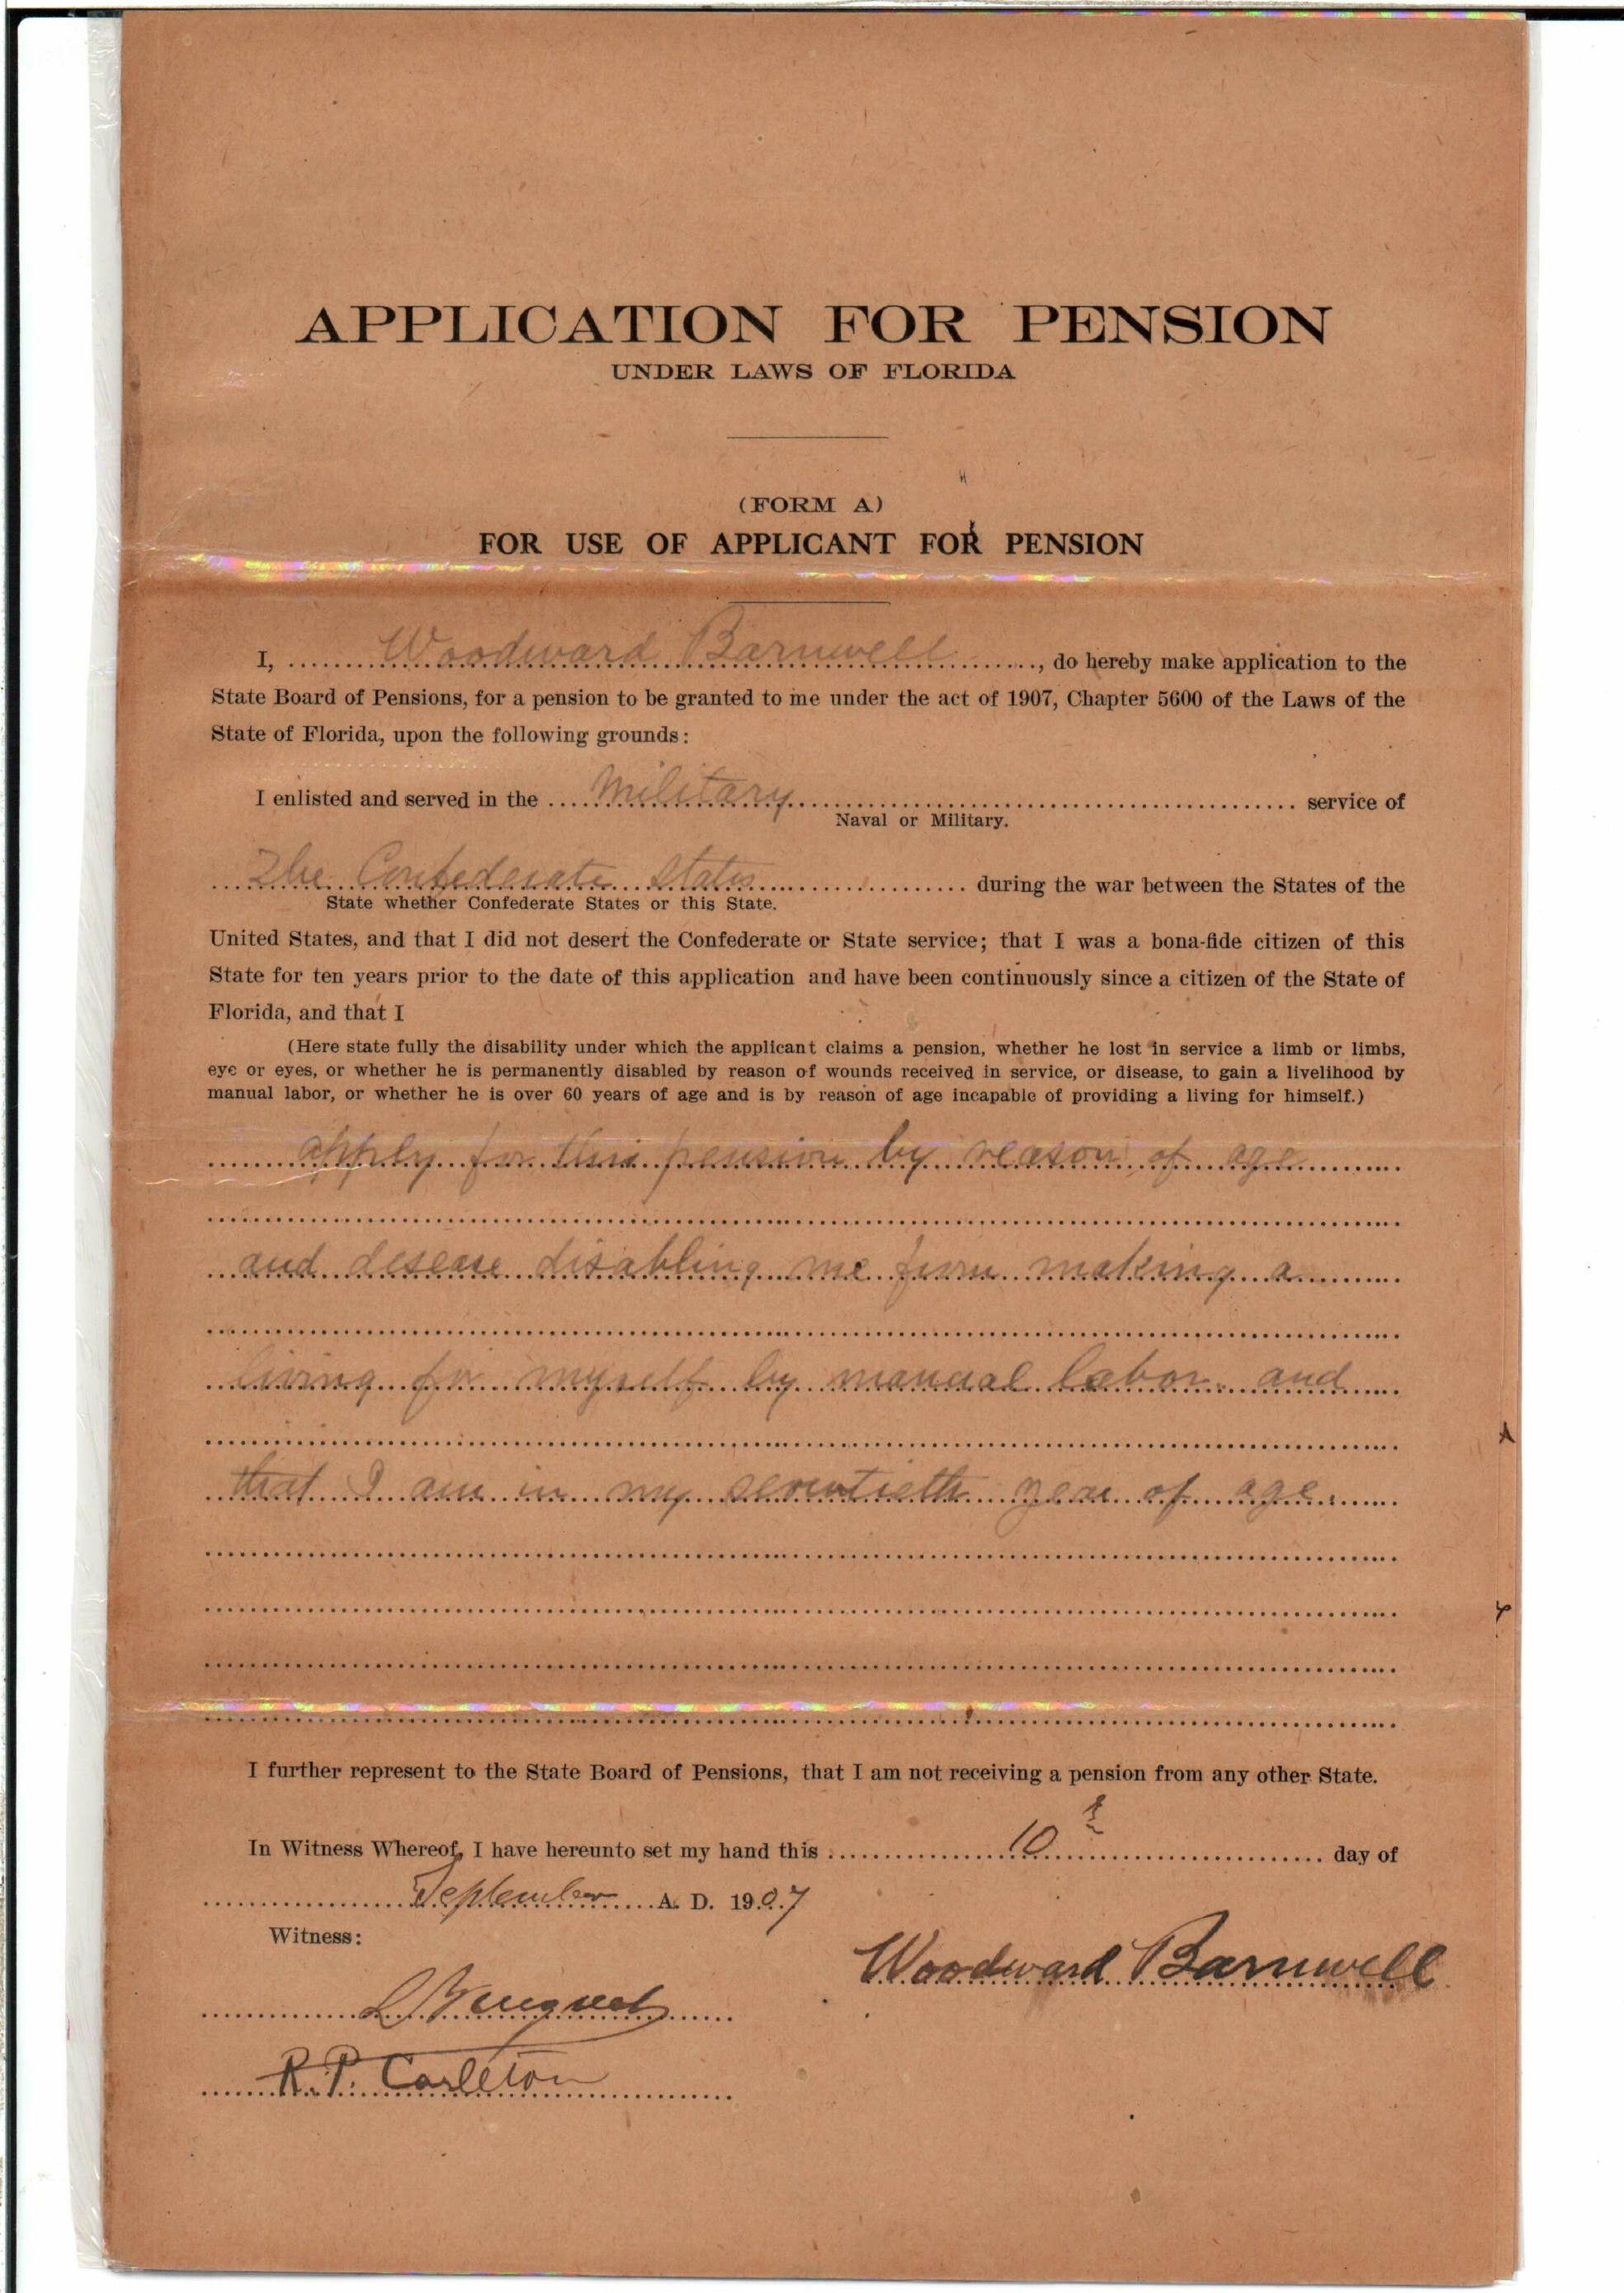 APPLICATION FOR PENSION
UNDER LAWS OF FLORIDA
(FORM A)
FOR USE OF APPLICANT FOR PENSION
I, Woodward Barnwell, do hereby make application to the
State Board of Pensions, for a pension to be granted to me under the act of 1907, Chapter 5600 of the Laws of the
State of Florida, upon the following grounds:
I enlisted and served in the Military service of
Naval or Military.
The Confederate States during the war between the States of the
State whether Confederate States or this State.
United States, and that I did not desert the Confederate or State service; that I was a bona-fide citizen of this
State for ten years prior to the date of this application and have been continuously since a citizen of the State of
Florida, and that I
(Here state fully the disability under which the applicant claims a pension, whether he lost in service a limb or limbs,
eye or eyes, or whether he is permanently disabled by reason of wounds received in service, or disease, to gain a livelihood by
manual labor, or whether he is over 60 years of age and is by reason of age incapable of providing a living for himself.)
apply for this pension by reason of age
and desease disabling me from making a
living for myself by manual labor and
that I am in my seventieth year of age.
I further represent to the State Board of Pensions, that I am not receiving a pension from any other State.
In Witness Whereof, I have hereunto set my hand this 10th day of
September A. D. 1907
Witness:
Woodward Barnwell
R. P. Carleton